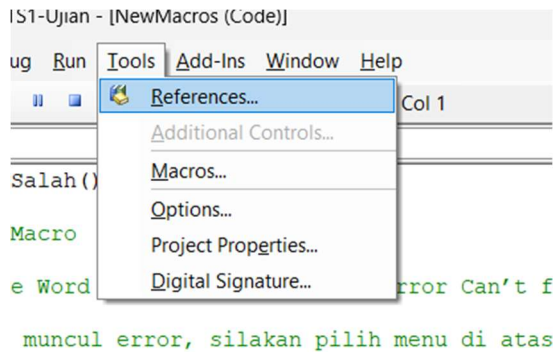 IS1-Ujian - [NewMacros (Code)]
ug Run Tools Add-Ins Window Help
References... Col 1
Additional Controls...
Salah() Macros...
Options...
Macro Project Properties...
e Word Digital Signature... rror Can't f
muncul error, silakan pilih menu di atas